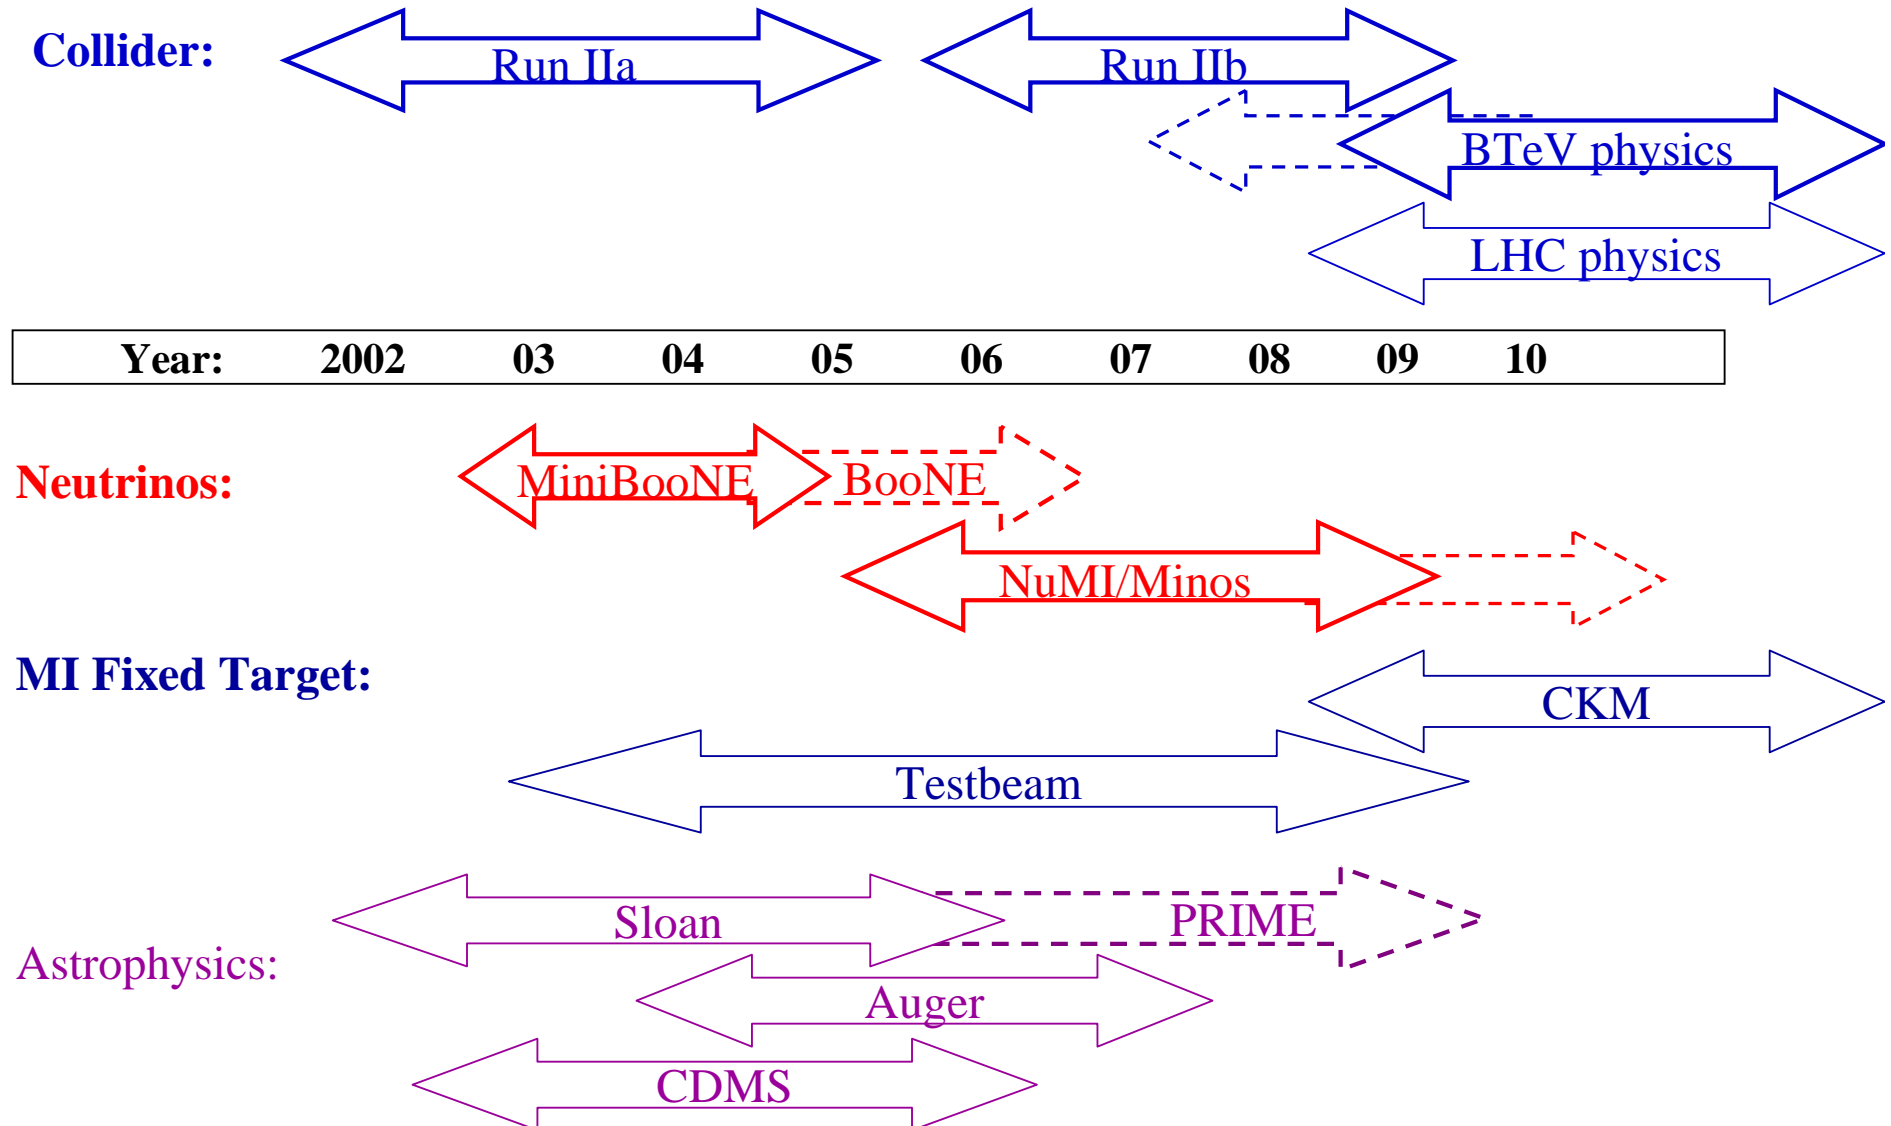 Collider:
Run IIa
Run IIb
BTeV physics
LHC physics
Year: 2002 03 04 05 06 07 08 09 10
Neutrinos:
MiniBooNE
BooNE
NuMI/Minos
MI Fixed Target:
CKM
Testbeam
Sloan
PRIME
Astrophysics:
Auger
CDMS